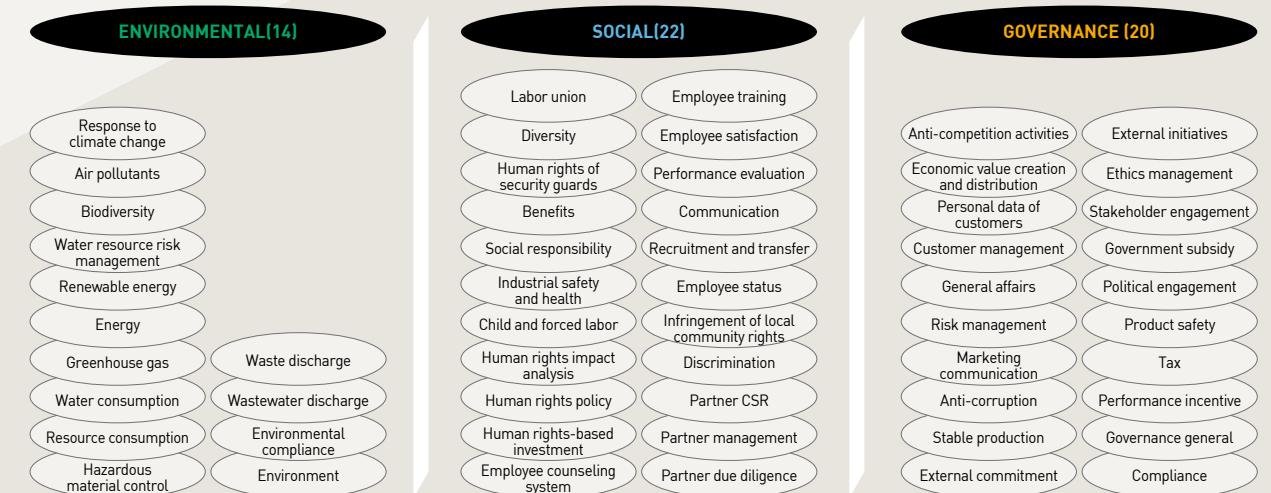 ENVIRONMENTAL(14)
Response to
climate change
Air pollutants
Biodiversity
Water resource risk
management
Renewable energy
Energy
Greenhouse gas
Water consumption
Resource consumption
Hazardous
material control
Waste discharge
Wastewater discharge
Environmental
compliance
Environment
SOCIAL(22)
Labor union
Diversity
Human rights of
security guards
Benefits
Social responsibility
Industrial safety
and health
Child and forced labor
Human rights impact
analysis
Human rights policy
Human rights-based
investment
Employee counseling
system
Employee training
Employee satisfaction
Performance evaluation
Communication
Recruitment and transfer
Employee status
Infringement of local
community rights
Discrimination
Partner CSR
Partner management
Partner due diligence
GOVERNANCE (20)
Anti-competition activities
Economic value creation
and distribution
Personal data of
customers
Customer management
General affairs
Risk management
Marketing
communication
Anti-corruption
Stable production
External commitment
External initiatives
Ethics management
Stakeholder engagement
Government subsidy
Political engagement
Product safety
Tax
Performance incentive
Governance general
Compliance